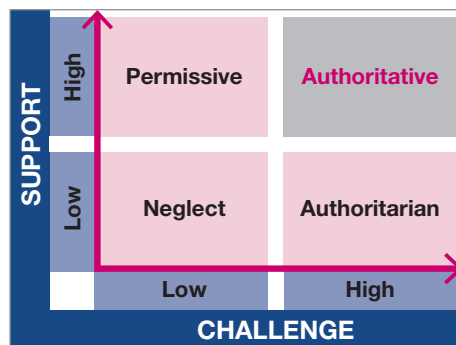 SUPPORT
High
Permissive
Authoritative
Low
Neglect
Authoritarian
Low
High
CHALLENGE